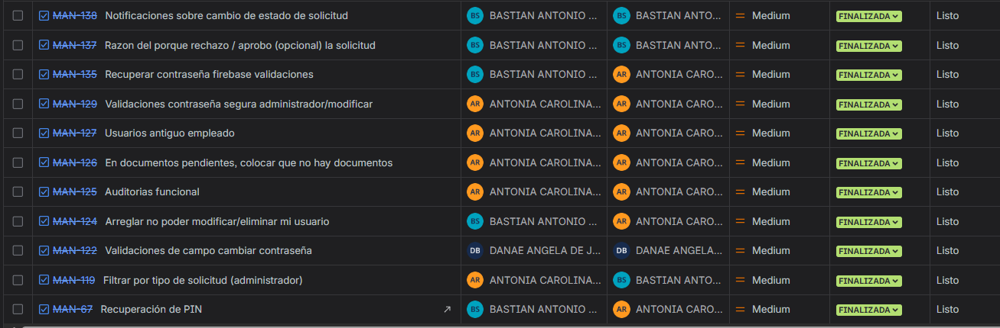 MAN-138 Notificaciones sobre cambio de estado de solicitud BS BASTIAN ANTONIO ... BS BASTIAN ANTO... Medium FINALIZADA Listo
MAN-137 Razon del porque rechazo / aprobo (opcional) la solicitud BS BASTIAN ANTONIO ... BS BASTIAN ANTO... Medium FINALIZADA Listo
MAN-135 Recuperar contraseña firebase validaciones BS BASTIAN ANTONIO ... AR ANTONIA CARO... Medium FINALIZADA Listo
MAN-129 Validaciones contraseña segura administrador/modificar AR ANTONIA CAROLINA... AR ANTONIA CARO... Medium FINALIZADA Listo
MAN-127 Usuarios antiguo empleado AR ANTONIA CAROLINA... AR ANTONIA CARO... Medium FINALIZADA Listo
MAN-126 En documentos pendientes, colocar que no hay documentos AR ANTONIA CAROLINA... AR ANTONIA CARO... Medium FINALIZADA Listo
MAN-125 Auditorias funcional AR ANTONIA CAROLINA... AR ANTONIA CARO... Medium FINALIZADA Listo
MAN-124 Arreglar no poder modificar/eliminar mi usuario BS BASTIAN ANTONIO ... AR ANTONIA CARO... Medium FINALIZADA Listo
MAN-122 Validaciones de campo cambiar contraseña DB DANAE ANGELA DE J... DB DANAE ANGELA... Medium FINALIZADA Listo
MAN-119 Filtrar por tipo de solicitud (administrador) AR ANTONIA CAROLINA... BS BASTIAN ANTO... Medium FINALIZADA Listo
MAN-67 Recuperación de PIN BS BASTIAN ANTONIO ... AR ANTONIA CARO... Medium FINALIZADA Listo